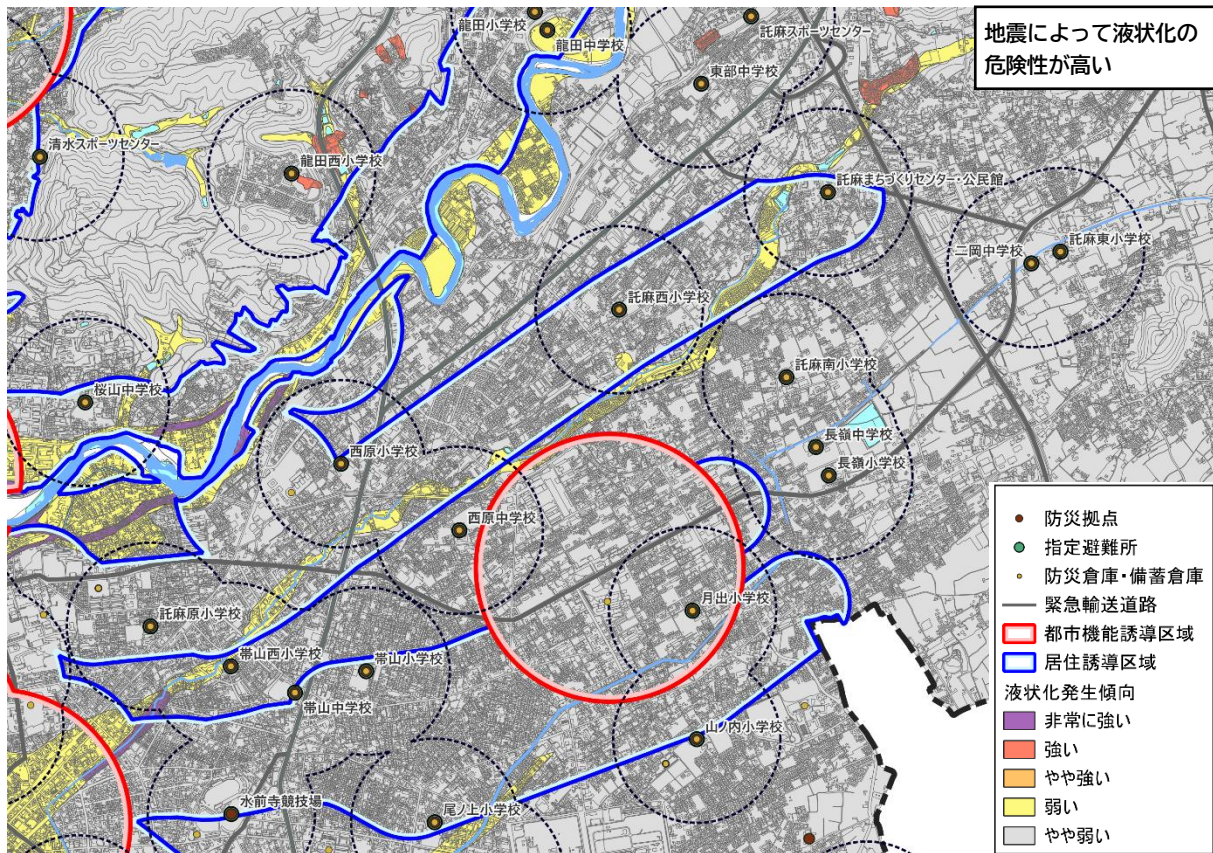 地震によって液状化の
危険性が高い
龍田小学校
龍田中学校
託麻スポーツセンター
東部中学校
清水スポーツセンター
龍田西小学校
託麻まちづくりセンター・公民館
二岡中学校
託麻東小学校
託麻西小学校
託麻南小学校
桜山中学校
長嶺中学校
西原小学校
長嶺小学校
西原中学校
月出小学校
託麻原小学校
帯山西小学校
帯山小学校
帯山中学校
山ノ内小学校
水前寺競技場
尾ノ上小学校
防災拠点
指定避難所
防災倉庫・備蓄倉庫
緊急輸送道路
都市機能誘導区域
居住誘導区域
液状化発生傾向
非常に強い
強い
やや強い
弱い
やや弱い